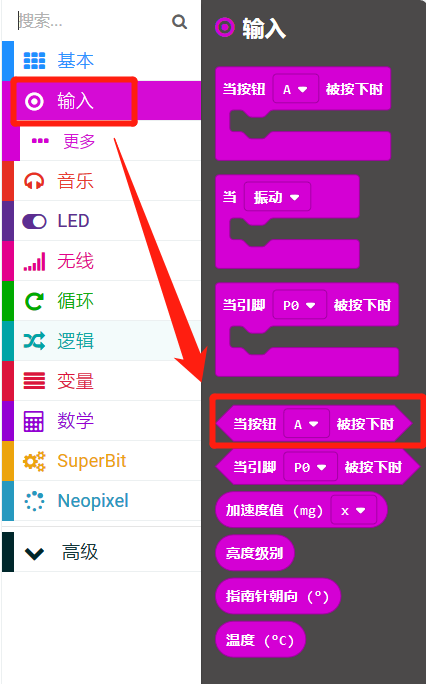 搜索...
基本
输入
更多
音乐
LED
无线
循环
逻辑
变量
数学
SuperBit
Neopixel
高级
输入
当按钮 A 被按下时
当 振动
当引脚 P0 被按下时
当按钮 A 被按下时
当引脚 P0 被按下时
加速度值 (mg) x
亮度级别
指南针朝向 (°)
温度 (°C)